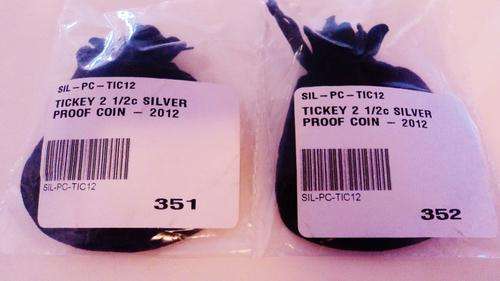 SIL-PC-TIC12
TICKEY 2 1/2c SILVER
PROOF COIN - 2012
SIL-PC-TIC12
351
SIL-PC-TIC12
TICKEY 2 1/2c SILVER
PROOF COIN - 2012
SIL-PC-TIC12
352